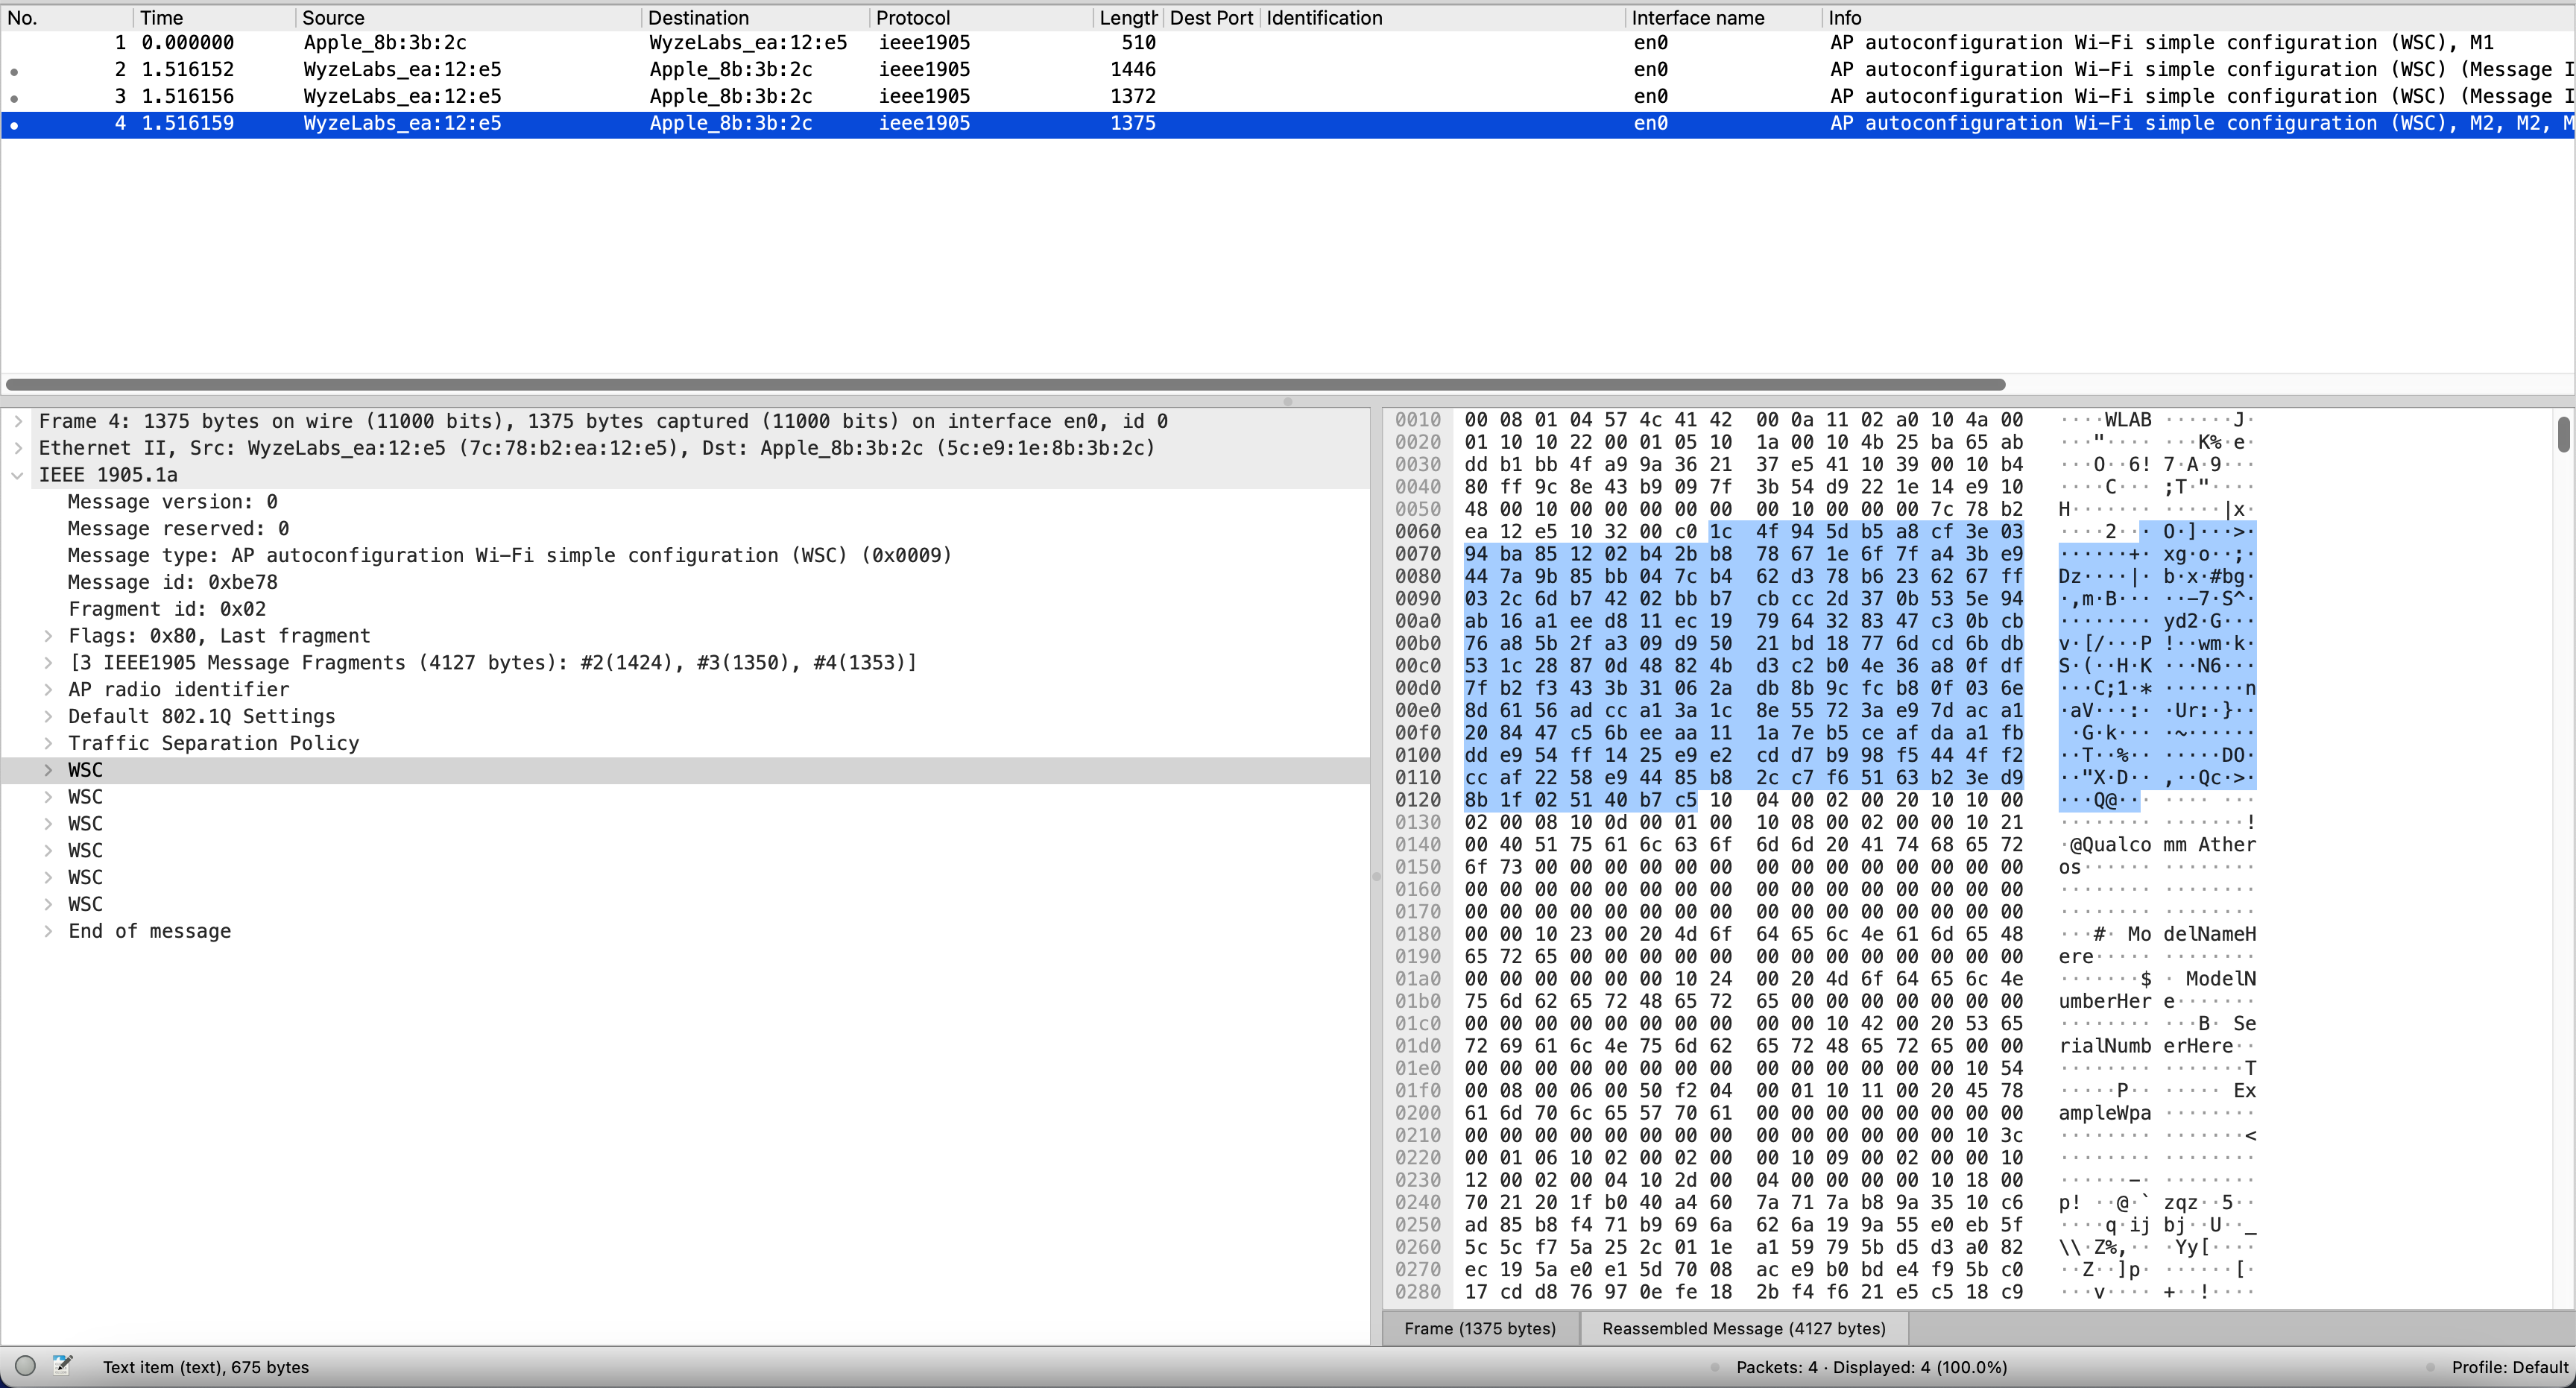 No. Time Source Destination Protocol Length Dest Port Identification Interface name Info
1 0.000000 Apple_8b:3b:2c WyzeLabs_ea:12:e5 ieee1905 510 en0 AP autoconfiguration Wi-Fi simple configuration (WSC), M1
2 1.516152 WyzeLabs_ea:12:e5 Apple_8b:3b:2c ieee1905 1446 en0 AP autoconfiguration Wi-Fi simple configuration (WSC) (Message I
3 1.516156 WyzeLabs_ea:12:e5 Apple_8b:3b:2c ieee1905 1372 en0 AP autoconfiguration Wi-Fi simple configuration (WSC) (Message I
4 1.516159 WyzeLabs_ea:12:e5 Apple_8b:3b:2c ieee1905 1375 en0 AP autoconfiguration Wi-Fi simple configuration (WSC), M2, M2, M
Frame 4: 1375 bytes on wire (11000 bits), 1375 bytes captured (11000 bits) on interface en0, id 0
Ethernet II, Src: WyzeLabs_ea:12:e5 (7c:78:b2:ea:12:e5), Dst: Apple_8b:3b:2c (5c:e9:1e:8b:3b:2c)
IEEE 1905.1a
Message version: 0
Message reserved: 0
Message type: AP autoconfiguration Wi-Fi simple configuration (WSC) (0x0009)
Message id: 0xbe78
Fragment id: 0x02
Flags: 0x80, Last fragment
[3 IEEE1905 Message Fragments (4127 bytes): #2(1424), #3(1350), #4(1353)]
AP radio identifier
Default 802.1Q Settings
Traffic Separation Policy
WSC
WSC
WSC
WSC
WSC
WSC
End of message
0010 00 08 01 04 57 4c 41 42 00 0a 11 02 a0 10 4a 00 ····WLAB ······J·
0020 01 10 10 22 00 01 05 10 1a 00 10 4b 25 ba 65 ab ···"···· ···K%·e·
0030 dd b1 bb 4f a9 9a 36 21 37 e5 41 10 39 00 10 b4 ···O··6! 7·A·9···
0040 80 ff 9c 8e 43 b9 09 7f 3b 54 d9 22 1e 14 e9 10 ····C··· ;T·"····
0050 48 00 10 00 00 00 00 00 00 10 00 00 00 7c 78 b2 H······· ·····|x·
0060 ea 12 e5 10 32 00 c0 1c 4f 94 5d b5 a8 cf 3e 03 ····2··· O·]···>·
0070 94 ba 85 12 02 b4 2b b8 78 67 1e 6f 7f a4 3b e9 ······+· xg·o··;·
0080 44 7a 9b 85 bb 04 7c b4 62 d3 78 b6 23 62 67 ff Dz····|· b·x·#bg·
0090 03 2c 6d b7 42 02 bb b7 cb cc 2d 37 0b 53 5e 94 ·,m·B··· ··-7·S^·
00a0 ab 16 a1 ee d8 11 ec 19 79 64 32 83 47 c3 0b cb ········ yd2·G···
00b0 76 a8 5b 2f a3 09 d9 50 21 bd 18 77 6d cd 6b db v·[/···P !··wm·k·
00c0 53 1c 28 87 0d 48 82 4b d3 c2 b0 4e 36 a8 0f df S·(··H·K ···N6···
00d0 7f b2 f3 43 3b 31 06 2a db 8b 9c fc b8 0f 03 6e ···C;1·* ·······n
00e0 8d 61 56 ad cc a1 3a 1c 8e 55 72 3a e9 7d ac a1 ·aV···:· ·Ur:·}··
00f0 20 84 47 c5 6b ee aa 11 1a 7e b5 ce af da a1 fb ·G·k··· ·~······
0100 dd e9 54 ff 14 25 e9 e2 cd d7 b9 98 f5 44 4f f2 ··T··%·· ·····DO·
0110 cc af 22 58 e9 44 85 b8 2c c7 f6 51 63 b2 3e d9 ··"X·D·· ,··Qc·>·
0120 8b 1f 02 51 40 b7 c5 10 04 00 02 00 20 10 10 00 ···Q@··· ···· ···
0130 02 00 08 10 0d 00 01 00 10 08 00 02 00 00 10 21 ········ ·······!
0140 00 40 51 75 61 6c 63 6f 6d 6d 20 41 74 68 65 72 ·@Qualco mm Ather
0150 6f 73 00 00 00 00 00 00 00 00 00 00 00 00 00 00 os······ ········
0160 00 00 00 00 00 00 00 00 00 00 00 00 00 00 00 00 ········ ········
0170 00 00 00 00 00 00 00 00 00 00 00 00 00 00 00 00 ········ ········
0180 00 00 10 23 00 20 4d 6f 64 65 6c 4e 61 6d 65 48 ···#· Mo delNameH
0190 65 72 65 00 00 00 00 00 00 00 00 00 00 00 00 00 ere····· ········
01a0 00 00 00 00 00 00 10 24 00 20 4d 6f 64 65 6c 4e ·······$ · ModelN
01b0 75 6d 62 65 72 48 65 72 65 00 00 00 00 00 00 00 umberHer e·······
01c0 00 00 00 00 00 00 00 00 00 00 10 42 00 20 53 65 ········ ···B· Se
01d0 72 69 61 6c 4e 75 6d 62 65 72 48 65 72 65 00 00 rialNumb erHere··
01e0 00 00 00 00 00 00 00 00 00 00 00 00 00 00 10 54 ········ ·······T
01f0 00 08 00 06 00 50 f2 04 00 01 10 11 00 20 45 78 ·····P·· ····· Ex
0200 61 6d 70 6c 65 57 70 61 00 00 00 00 00 00 00 00 ampleWpa ········
0210 00 00 00 00 00 00 00 00 00 00 00 00 00 00 10 3c ········ ·······<
0220 00 01 06 10 02 00 02 00 00 10 09 00 02 00 00 10 ········ ········
0230 12 00 02 00 04 10 2d 00 04 00 00 00 00 10 18 00 ······-· ········
0240 70 21 20 1f b0 40 a4 60 7a 71 7a b8 9a 35 10 c6 p! ··@·` zqz··5··
0250 ad 85 b8 f4 71 b9 69 6a 62 6a 19 9a 55 e0 eb 5f ····q·ij bj··U··_
0260 5c 5c f7 5a 25 2c 01 1e a1 59 79 5b d5 d3 a0 82 \\·Z%,·· ·Yy[····
0270 ec 19 5a e0 e1 5d 70 08 ac e9 b0 bd e4 f9 5b c0 ··Z··]p· ······[·
0280 17 cd d8 76 97 0e fe 18 2b f4 f6 21 e5 c5 18 c9 ···v···· +··!····
Frame (1375 bytes) Reassembled Message (4127 bytes)
Text item (text), 675 bytes Packets: 4 · Displayed: 4 (100.0%) Profile: Default